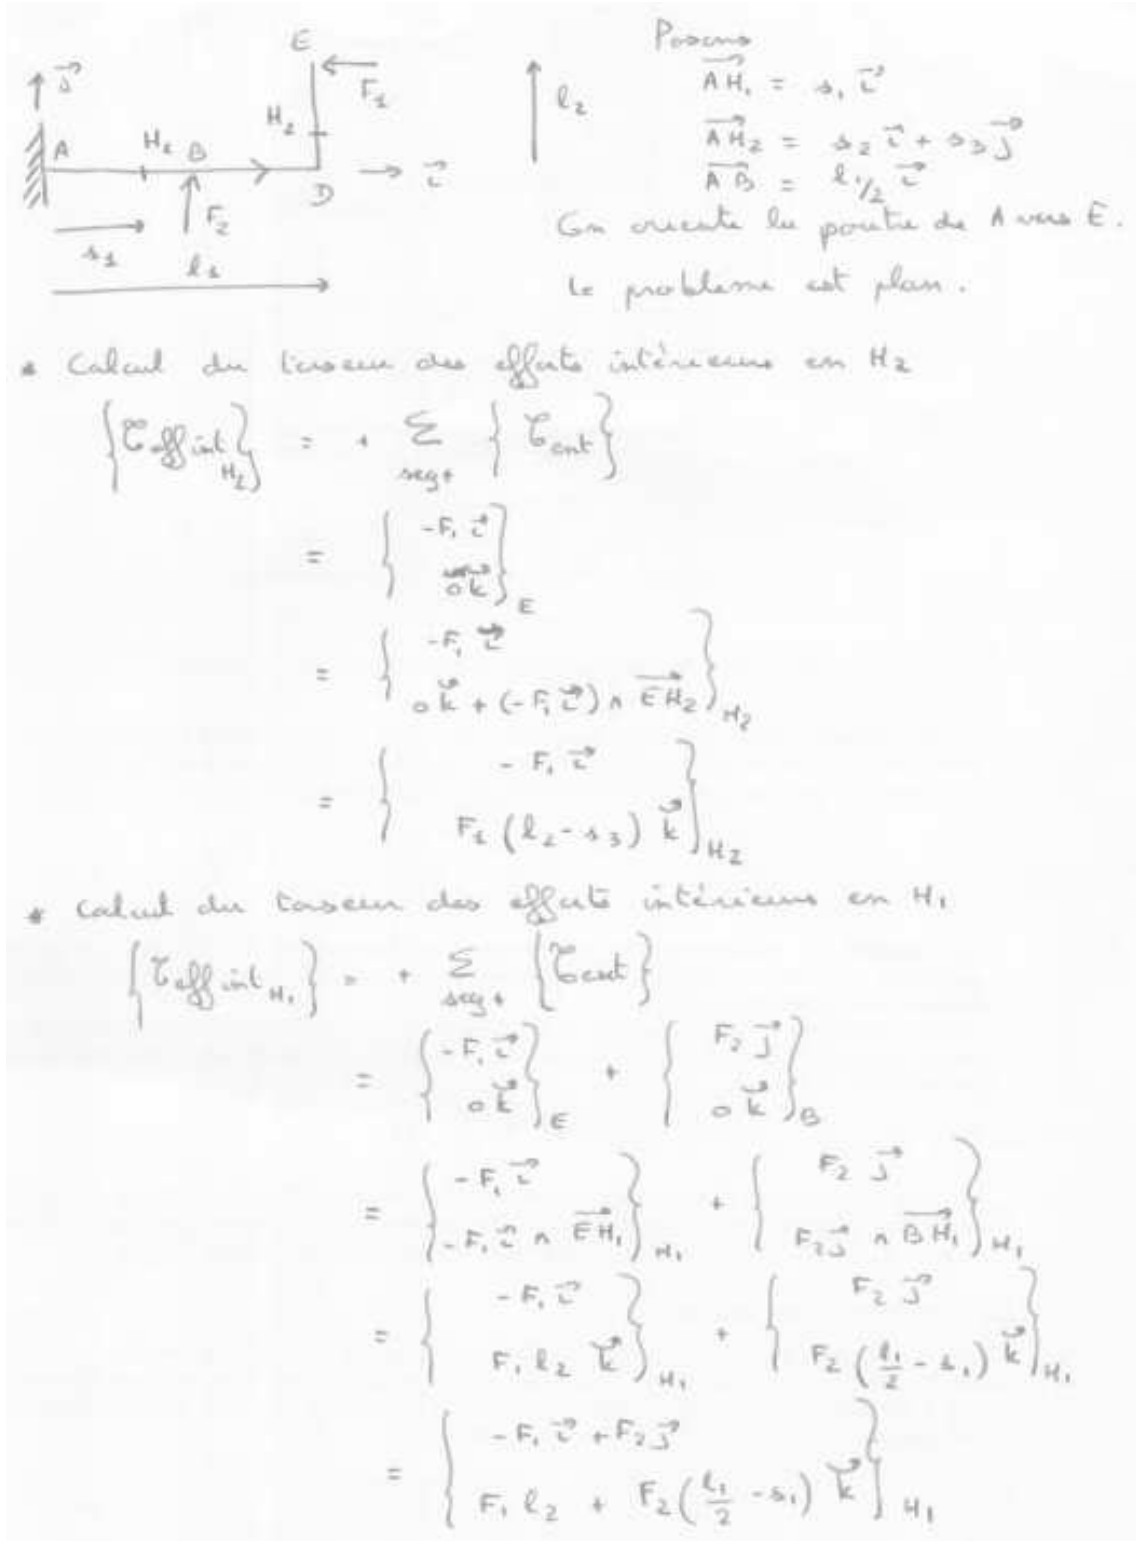 E
Posons
j⃗
F₁
l₂
AH₁ = s₁ i⃗
H₂
A H₁ B
AH₂ = s₂ i⃗ + s₃ j⃗
i⃗
D
AB = l₁/2 i⃗
F₂
On oriente la poutre de A vers E.
s₁
l₁
Le problème est plan.
* Calcul du torseur des efforts intérieurs en H₂
{ τeff int H₂ } = + Σ seg+ { τext }
= { -F₁ i⃗ ; 0 k⃗ }E
= { -F₁ i⃗ ; 0 k⃗ + (-F₁ i⃗) ∧ EH₂ }H₂
= { -F₁ i⃗ ; F₁ (l₂ - s₃) k⃗ }H₂
* Calcul du torseur des efforts intérieurs en H₁
{ τeff int H₁ } = + Σ seg+ { τext }
= { -F₁ i⃗ ; 0 k⃗ }E + { F₂ j⃗ ; 0 k⃗ }B
= { -F₁ i⃗ ; -F₁ i⃗ ∧ EH₁ }H₁ + { F₂ j⃗ ; F₂ j⃗ ∧ BH₁ }H₁
= { -F₁ i⃗ ; F₁ l₂ k⃗ }H₁ + { F₂ j⃗ ; F₂ (l₁/2 - s₁) k⃗ }H₁
= { -F₁ i⃗ + F₂ j⃗ ; F₁ l₂ + F₂ (l₁/2 - s₁) k⃗ }H₁